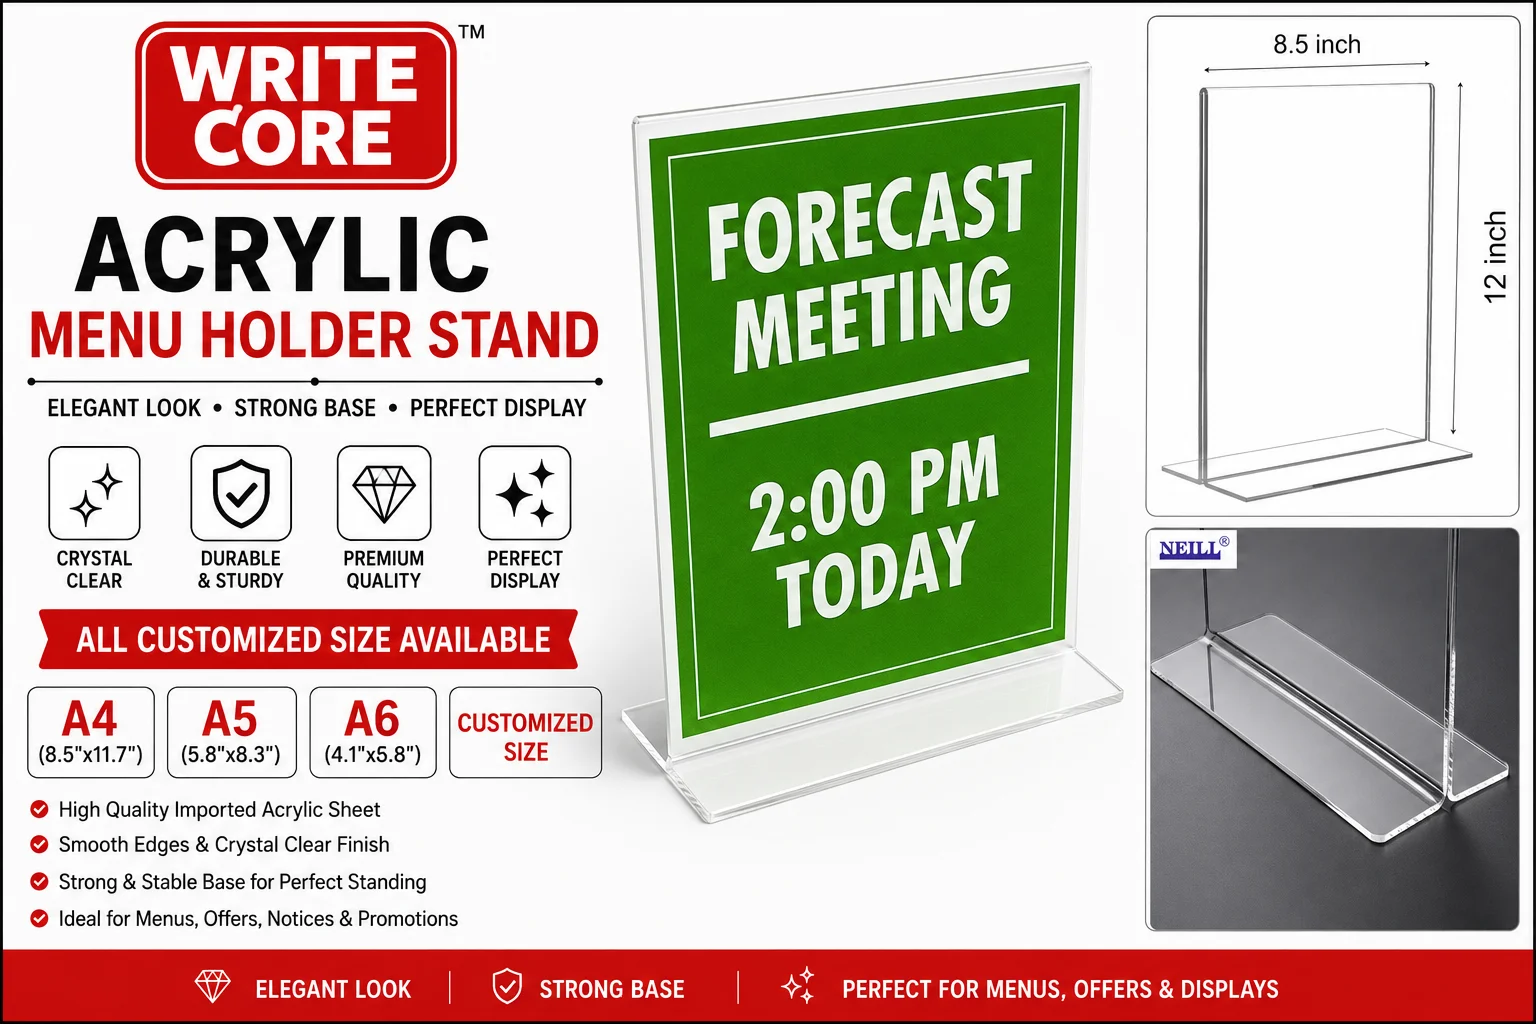 WRITE
CORE
TM
ACRYLIC
MENU HOLDER STAND
ELEGANT LOOK • STRONG BASE • PERFECT DISPLAY
CRYSTAL
CLEAR
DURABLE
& STURDY
PREMIUM
QUALITY
PERFECT
DISPLAY
ALL CUSTOMIZED SIZE AVAILABLE
A4
(8.5"x11.7")
A5
(5.8"x8.3")
A6
(4.1"x5.8")
CUSTOMIZED
SIZE
High Quality Imported Acrylic Sheet
Smooth Edges & Crystal Clear Finish
Strong & Stable Base for Perfect Standing
Ideal for Menus, Offers, Notices & Promotions
FORECAST
MEETING
2:00 PM
TODAY
8.5 inch
12 inch
NEILL®
ELEGANT LOOK
STRONG BASE
PERFECT FOR MENUS, OFFERS & DISPLAYS